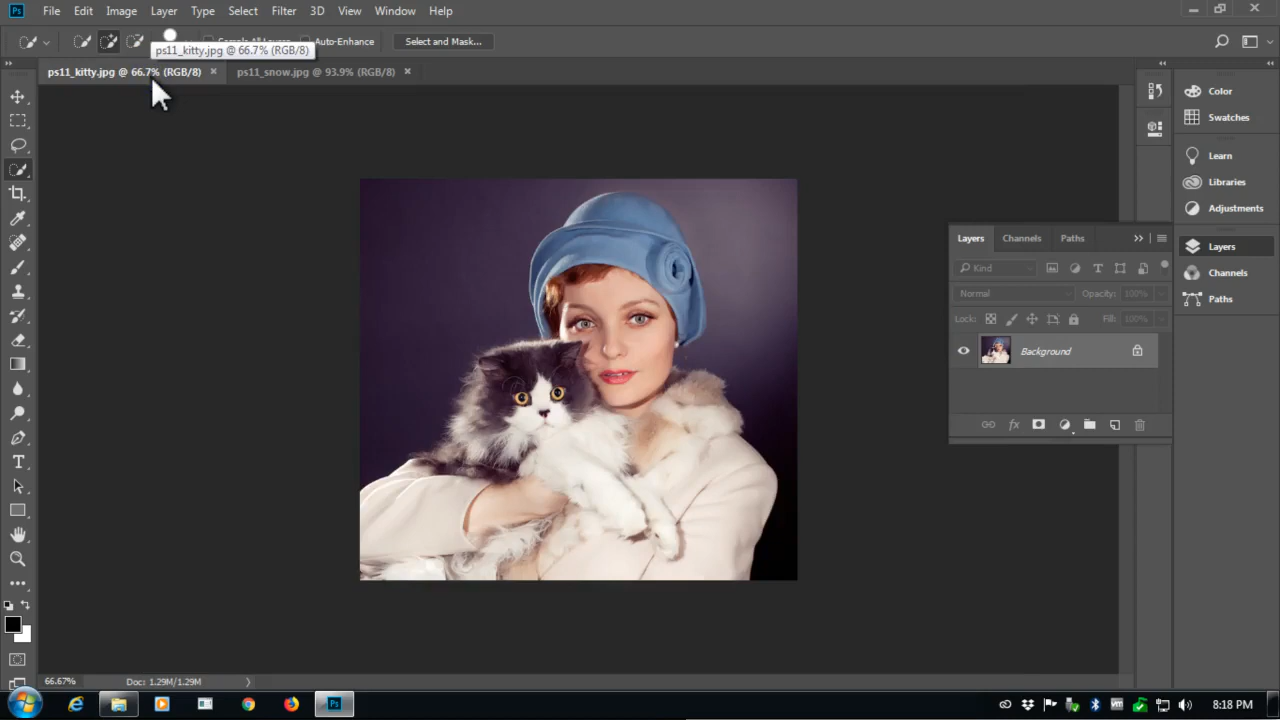 Ps File Edit Image Layer Type Select Filter 3D View Window Help
Auto-Enhance Select and Mask...
ps11_kitty.jpg @ 66.7% (RGB/8)
ps11_kitty.jpg @ 66.7% (RGB/8) × ps11_snow.jpg @ 93.9% (RGB/8) ×
Color
Swatches
Learn
Libraries
Adjustments
Layers
Channels
Paths
Layers Channels Paths
Kind
Normal Opacity: 100%
Lock: Fill: 100%
Background
66.67% Doc: 1.29M/1.29M
Ps 8:18 PM